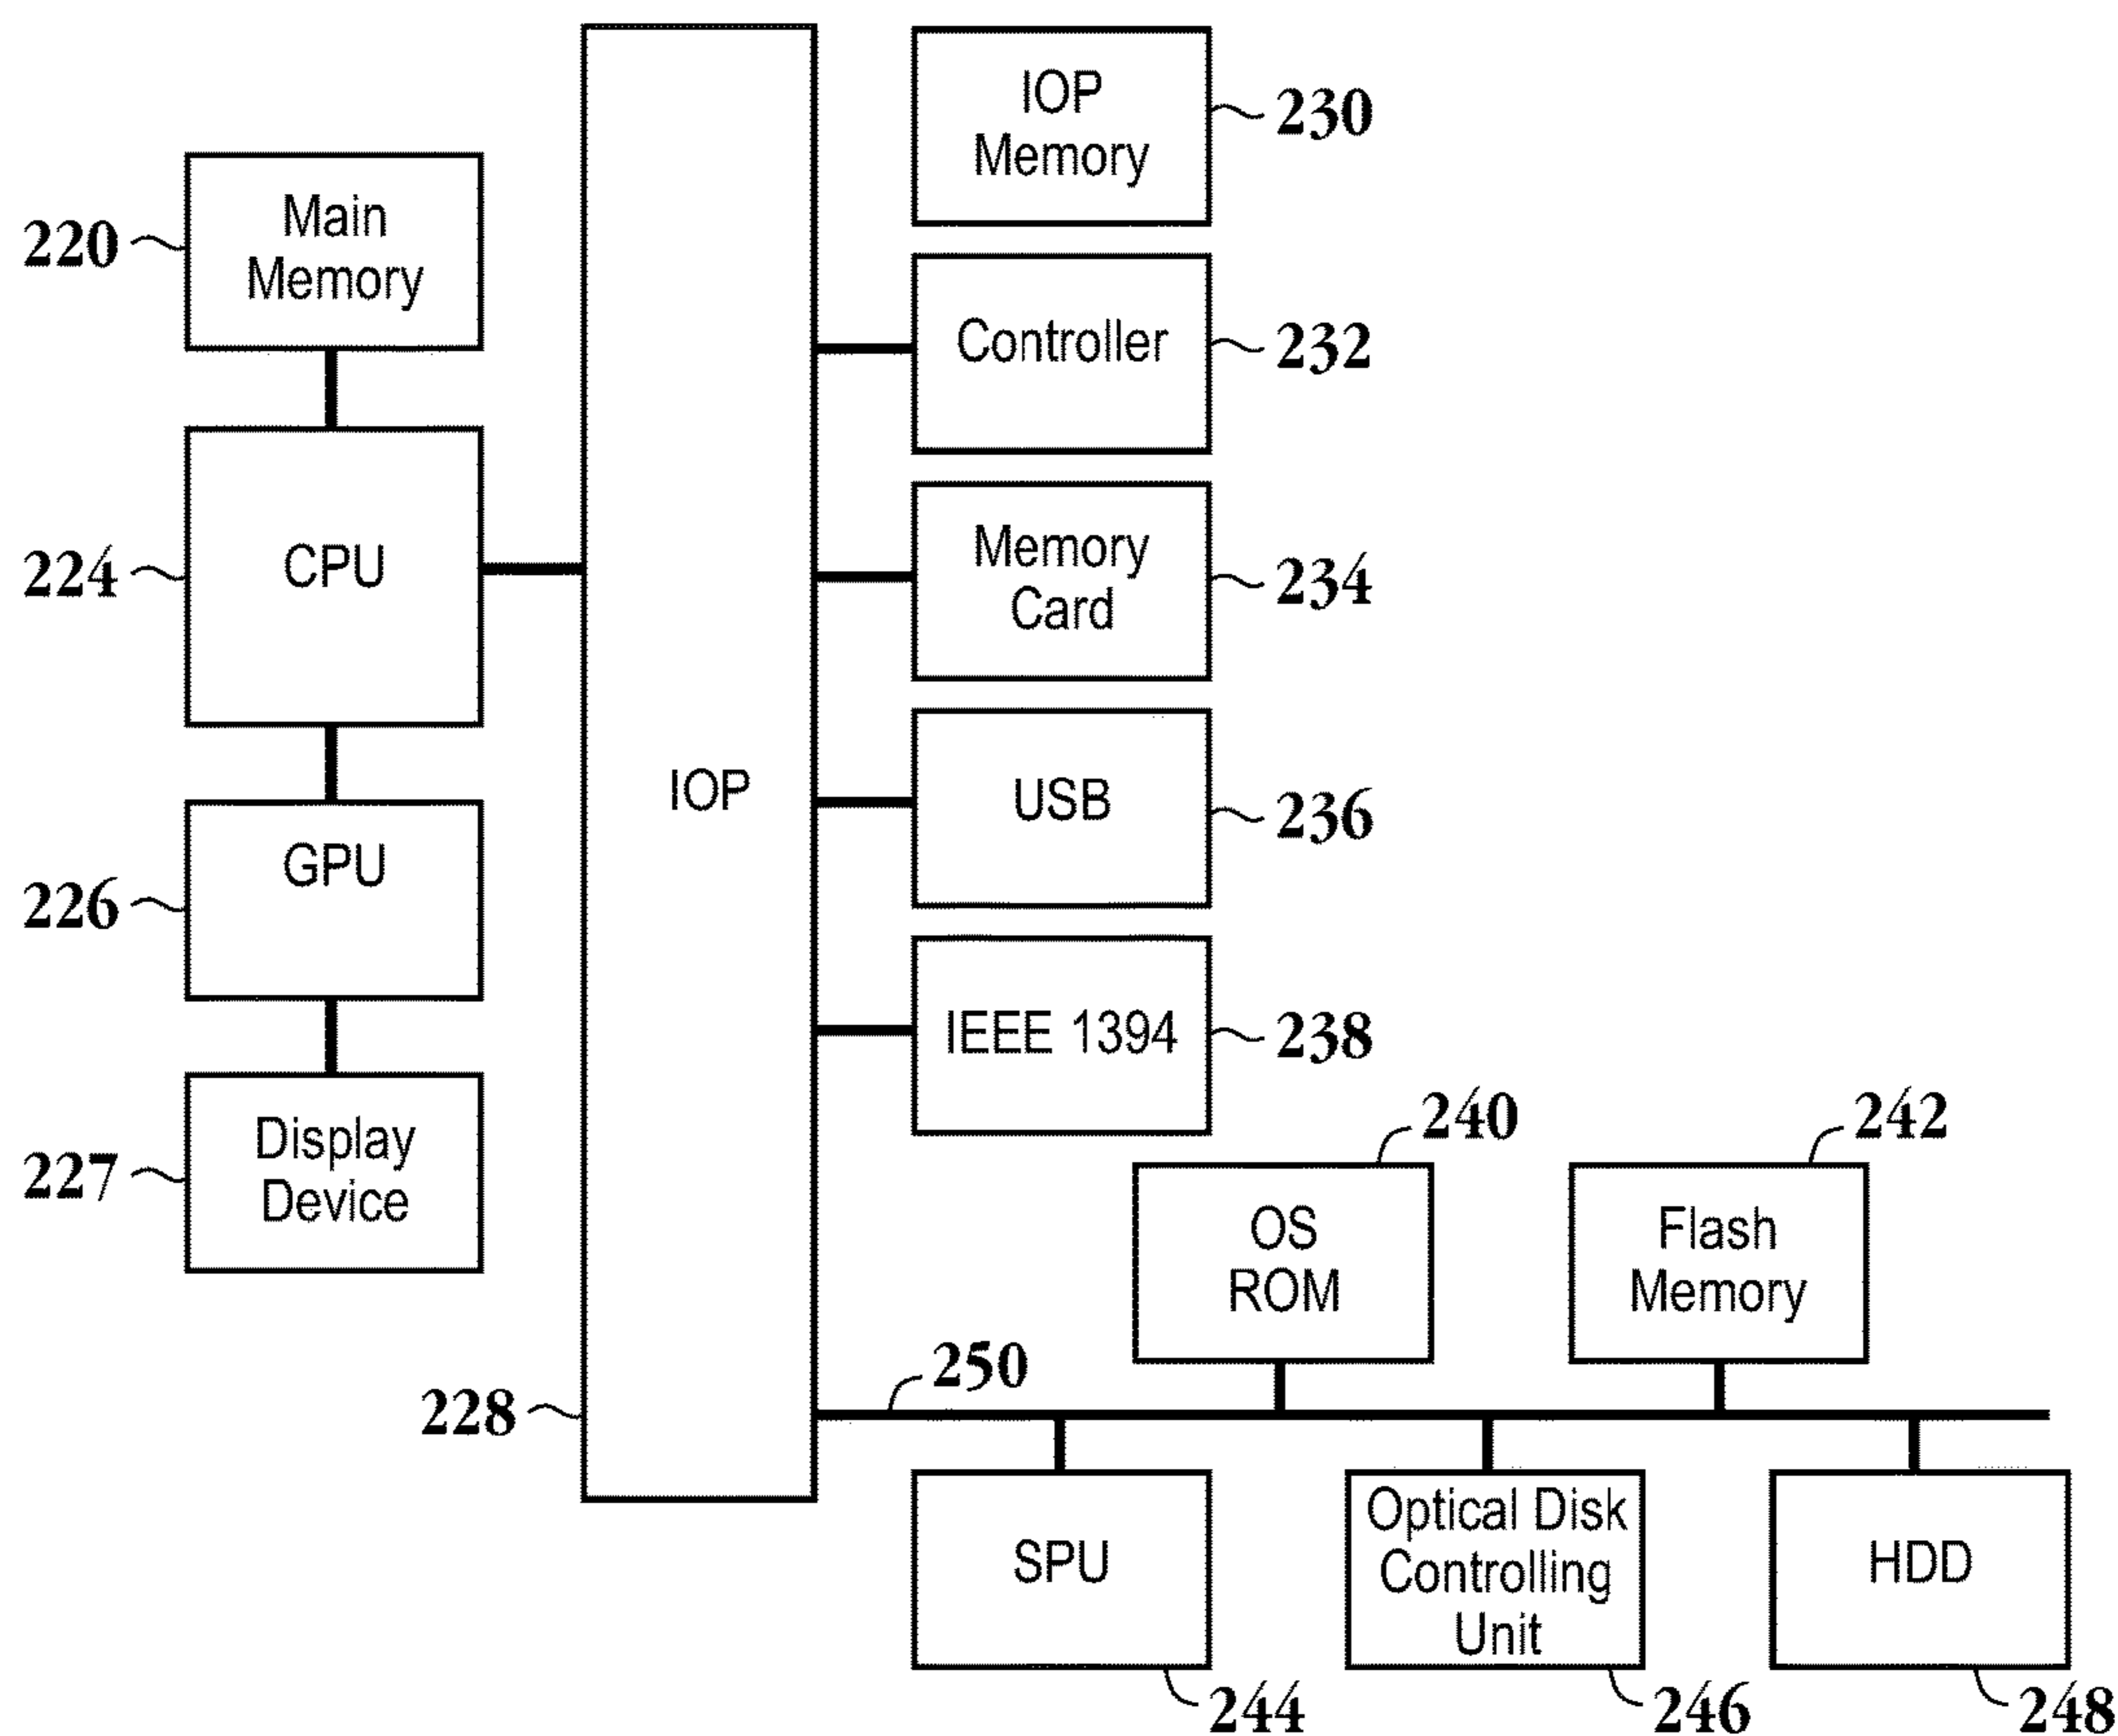 IOP
Memory
230
Main
Memory
220
Controller
232
CPU
224
Memory
Card
234
IOP
USB
236
GPU
226
IEEE 1394
238
Display
Device
227
240
242
OS
ROM
Flash
Memory
250
228
SPU
Optical Disk
Controlling
Unit
HDD
244
246
248